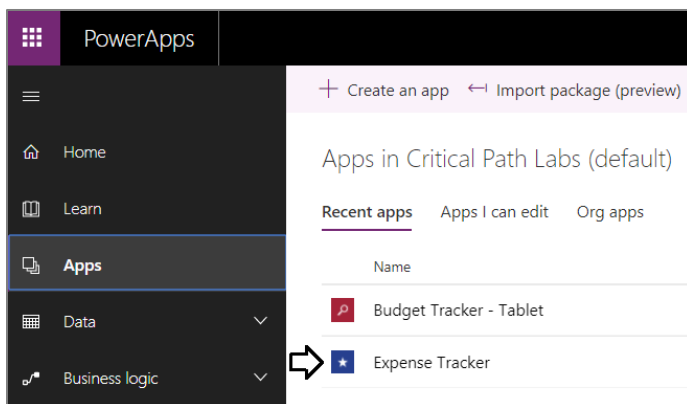 PowerApps
Create an app Import package (preview)
Home
Learn
Apps
Data
Business logic
Apps in Critical Path Labs (default)
Recent apps Apps I can edit Org apps
Name
Budget Tracker - Tablet
Expense Tracker